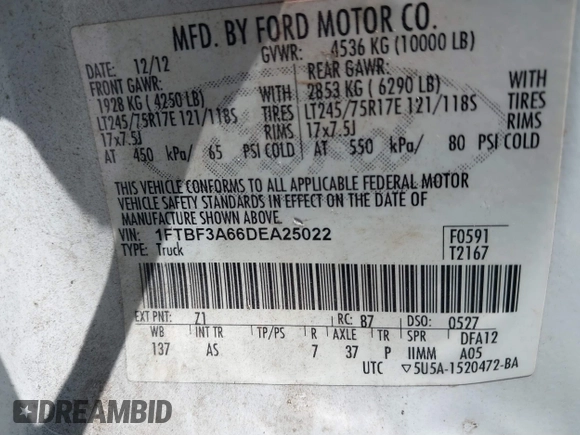 MFD. BY FORD MOTOR CO.
DATE: 12/12 GVWR: 4536 KG (10000 LB)
FRONT GAWR: REAR GAWR:
1928 KG ( 4250 LB) WITH 2853 KG ( 6290 LB) WITH
LT245/75R17E 121/118S TIRES LT245/75R17E 121/118S TIRES
17x7.5J RIMS 17x7.5J RIMS
AT 450 kPa/ 65 PSI COLD AT 550 kPa/ 80 PSI COLD
THIS VEHICLE CONFORMS TO ALL APPLICABLE FEDERAL MOTOR
VEHICLE SAFETY STANDARDS IN EFFECT ON THE DATE OF
MANUFACTURE SHOWN ABOVE.
VIN: 1FTBF3A66DEA25022 F0591
TYPE: Truck T2167
EXT PNT: Z1 RC: 87 DSO: 0527
WB INT TR TP/PS R AXLE TR SPR DFA12
137 AS 7 37 P IIMM A05
UTC ▽5U5A-1520472-BA
DREAMBID